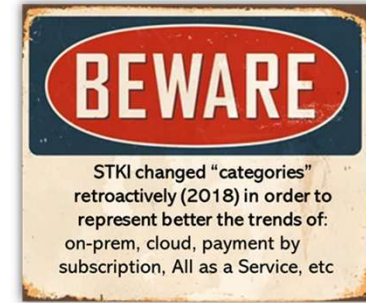 BEWARE
STKI changed “categories”
retroactively (2018) in order to
represent better the trends of:
on-prem, cloud, payment by
subscription, All as a Service, etc